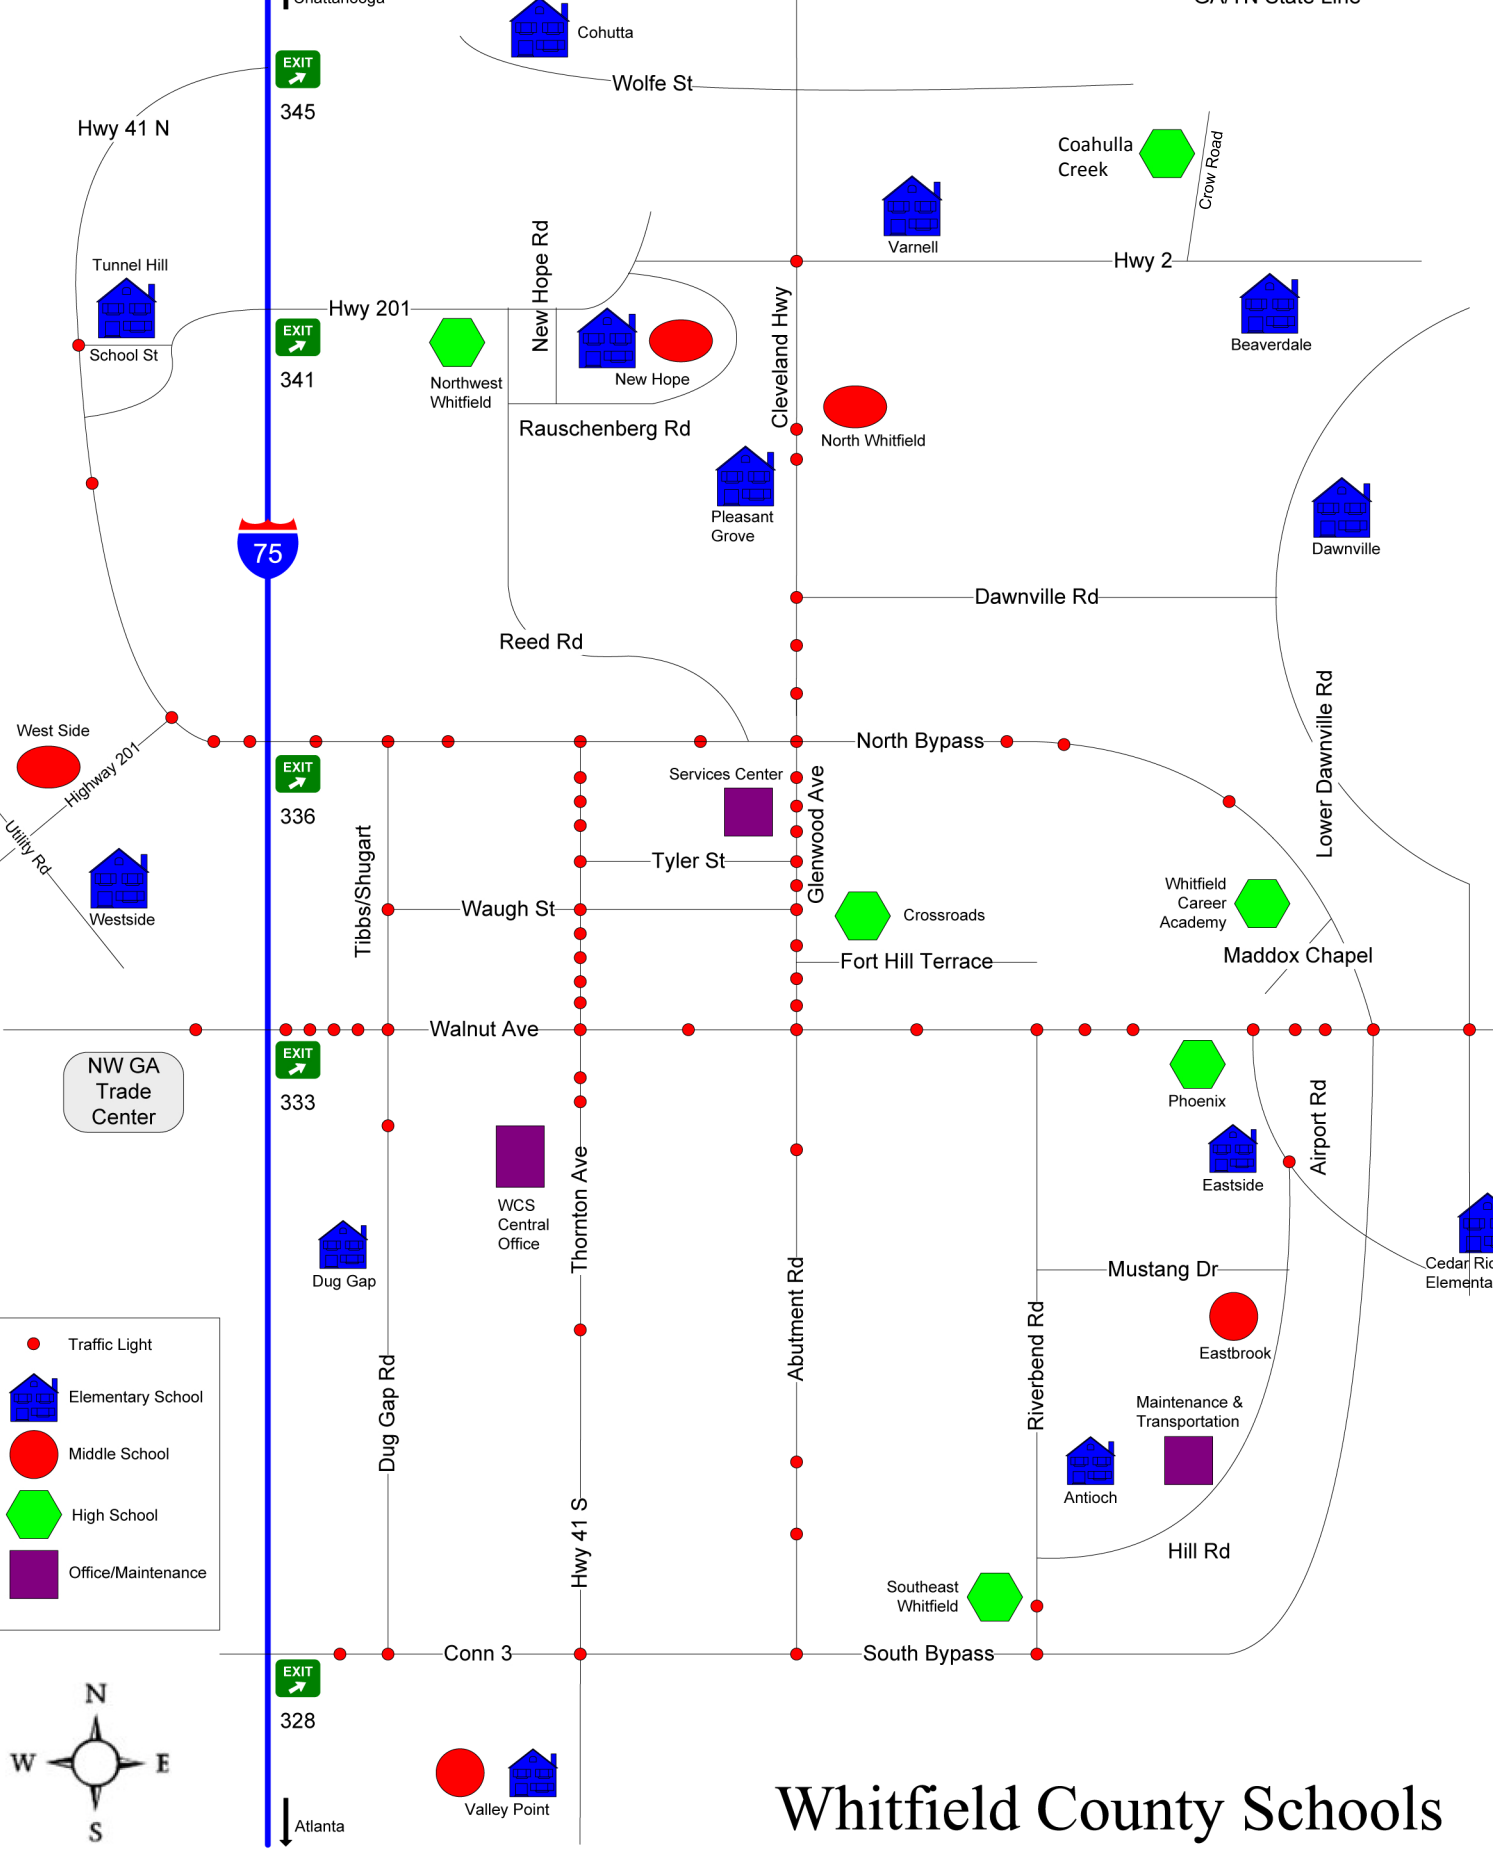 Chattanooga
GA/TN State Line
Cohutta
EXIT
345
Wolfe St
Hwy 41 N
Coahulla
Creek
Crow Road
Varnell
New Hope Rd
Hwy 2
Tunnel Hill
Hwy 201
EXIT
341
School St
Northwest
Whitfield
New Hope
Cleveland Hwy
Beaverdale
Rauschenberg Rd
North Whitfield
Pleasant
Grove
Dawnville
75
Dawnville Rd
Reed Rd
Lower Dawnville Rd
West Side
Highway 201
North Bypass
EXIT
336
Services Center
Glenwood Ave
Utility Rd
Westside
Tibbs/Shugart
Tyler St
Waugh St
Crossroads
Whitfield
Career
Academy
Fort Hill Terrace
Maddox Chapel
Walnut Ave
NW GA
Trade
Center
EXIT
333
Phoenix
Airport Rd
Eastside
WCS
Central
Office
Thornton Ave
Dug Gap
Abutment Rd
Mustang Dr
Cedar
Riverbend Rd
Eastbrook
Dug Gap Rd
Maintenance &
Transportation
Antioch
Hwy 41 S
Hill Rd
Southeast
Whitfield
Traffic Light
Elementary School
Middle School
High School
Office/Maintenance
Conn 3
South Bypass
EXIT
328
N
W
E
S
Valley Point
Atlanta
Whitfield County Schools